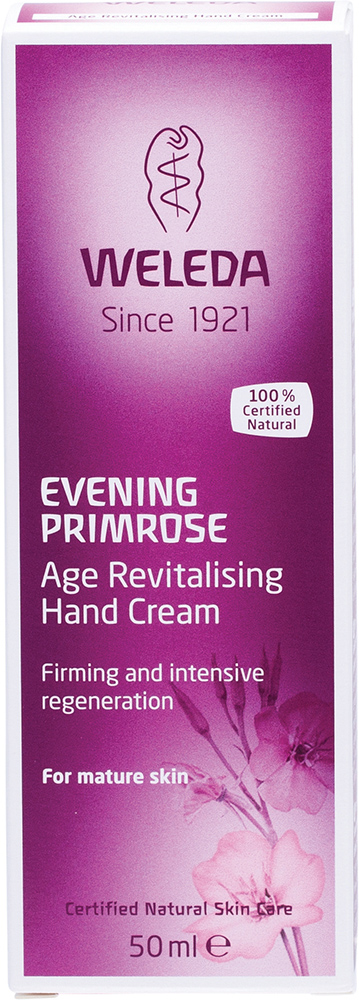 Age Revitalising Hand Cream
WELEDA
Since 1921
100 %
Certified
Natural
EVENING
PRIMROSE
Age Revitalising
Hand Cream
Firming and intensive
regeneration
For mature skin
Certified Natural Skin Care
50 ml ℮